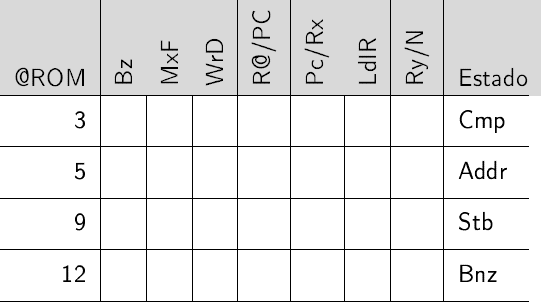 @ROM Bz MxF WrD R@/PC Pc/Rx LdIR Ry/N Estado
3 Cmp
5 Addr
9 Stb
12 Bnz